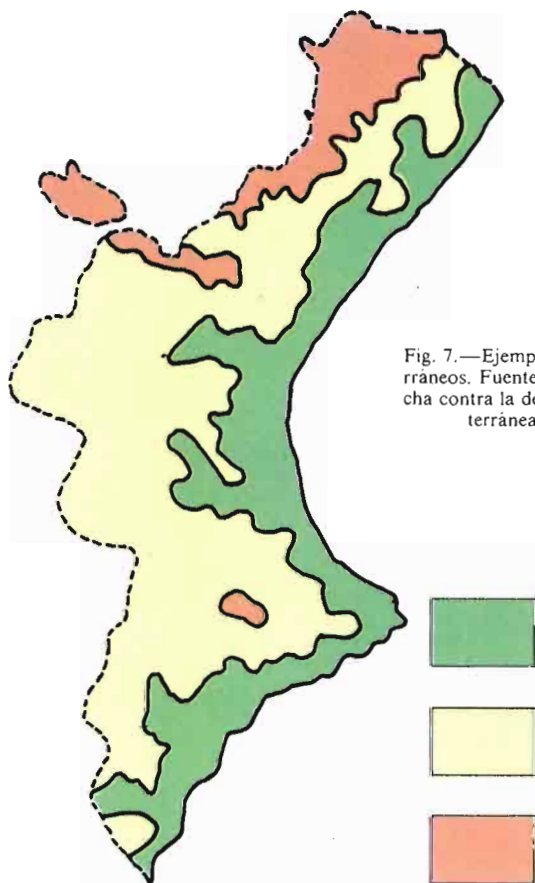 Fig. 7.—Ejemp
rráneos. Fuente
cha contra la de
terránea